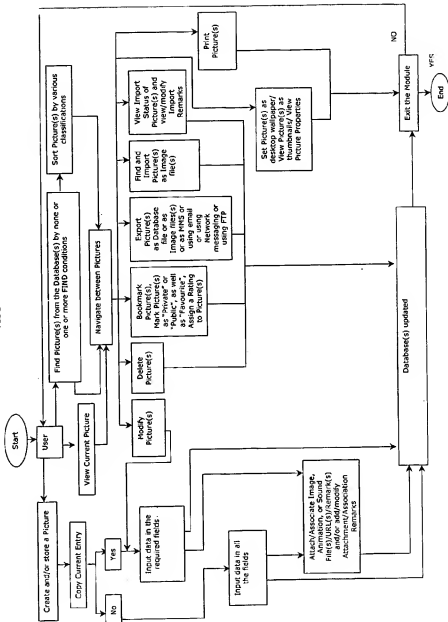 Start
User
Create and/or store a Picture
Copy Current Entry
Yes
No
View Current Picture
Find Picture(s) from the Database(s) by none or
one or more FIND conditions
Sort Picture(s) by various
classifications
Navigate between Pictures
Modify
Picture(s)
Delete
Picture(s)
Bookmark
Picture(s),
Mark Picture(s)
as "Private" or
"Public", as well
as "Favourite",
Assign a Rating
to Picture(s)
Export
Picture(s)
as Database
file or as
Image files(s)
or as MMS or
using email
or using
Network
messaging or
using FTP
Find and
Import
Picture(s)
as Image
file(s)
View Import
Status of
Picture(s) and
view/modify
Import
Remarks
Print
Picture(s)
Input data in the
required fields.
Input data in all
the fields
Attach/Associate Image,
Animation, or Sound
File(s)/URL(s)/Remark(s)
and/or add/modify
Attachment/Association
Remarks
Set Picture(s) as
desktop wallpaper/
View Picture(s) as
thumbnails/ View
Picture Properties
Database(s) updated
Exit the Module
NO
YES
End